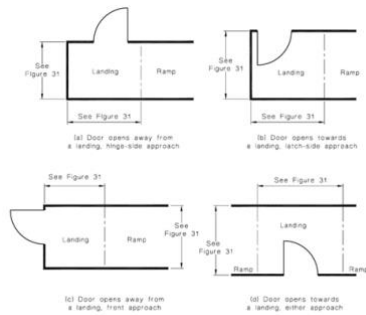 See
Figure 31
Landing
Ramp
See Figure 31
(a) Door opens away from
a landing, hinge-side approach
See
Figure 31
Landing
Ramp
See Figure 31
(b) Door opens towards
a landing, latch-side approach
See Figure 31
Landing
Ramp
See
Figure 31
(c) Door opens away from
a landing, front approach
See Figure 31
See
Figure 31
Landing
Ramp
Ramp
(d) Door opens towards
a landing, either approach